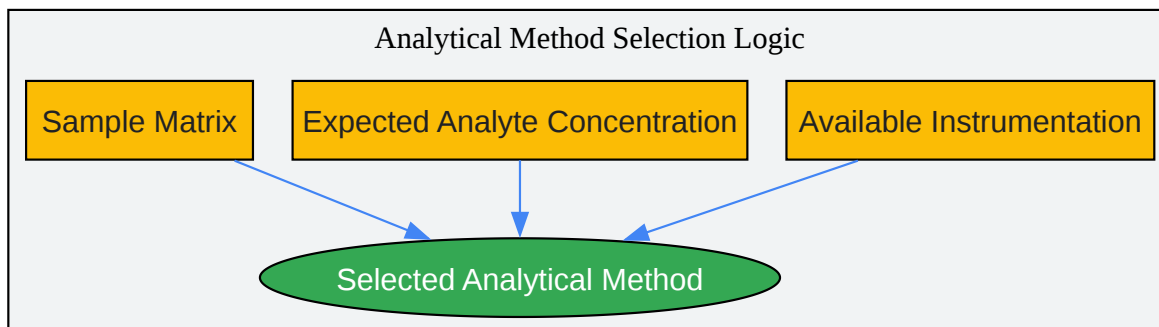 Analytical Method Selection Logic
Sample Matrix
Expected Analyte Concentration
Available Instrumentation
Selected Analytical Method